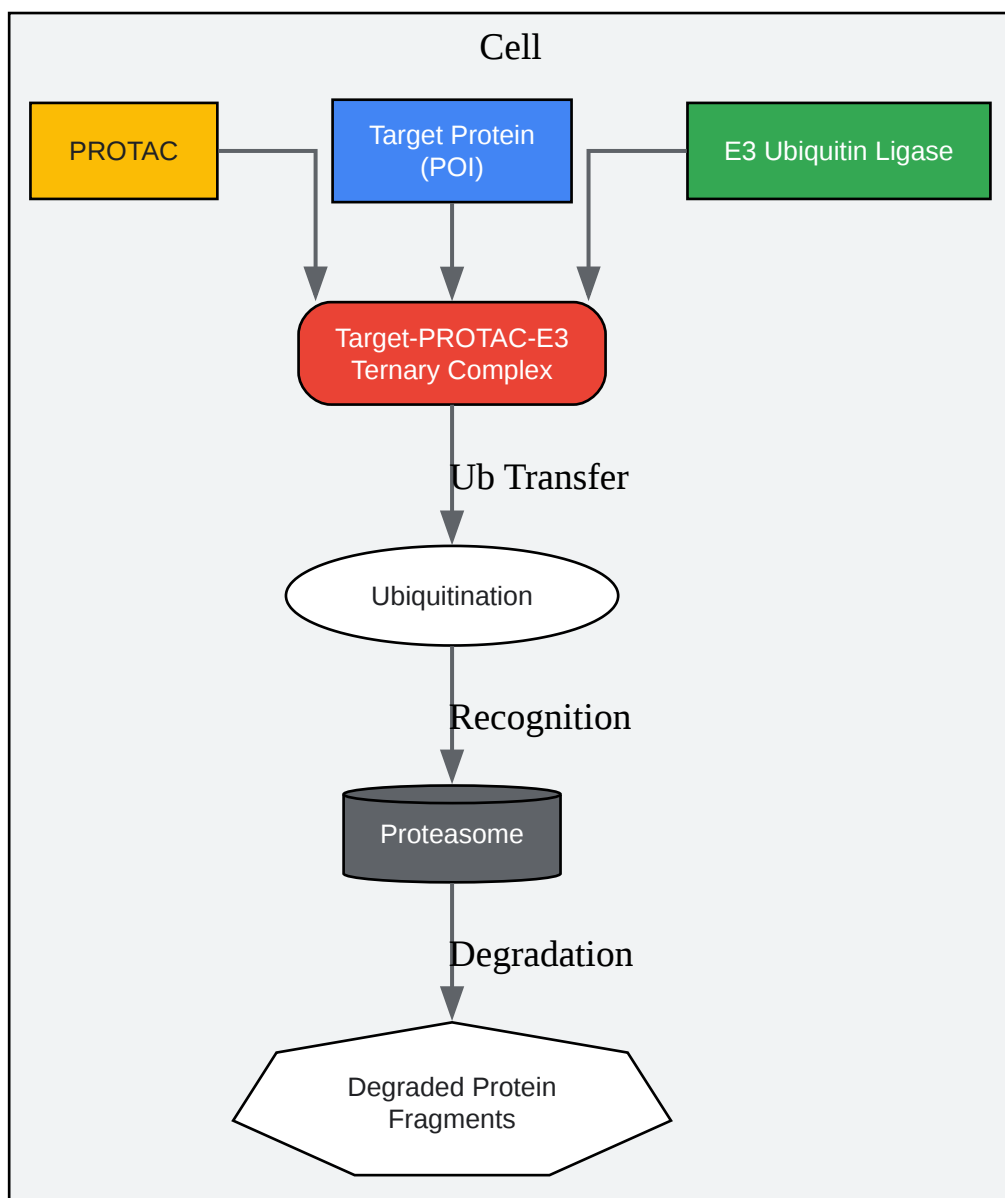 Cell
PROTAC
Target Protein
(POI)
E3 Ubiquitin Ligase
Target-PROTAC-E3
Ternary Complex
Ub Transfer
Ubiquitination
Recognition
Proteasome
Degradation
Degraded Protein
Fragments